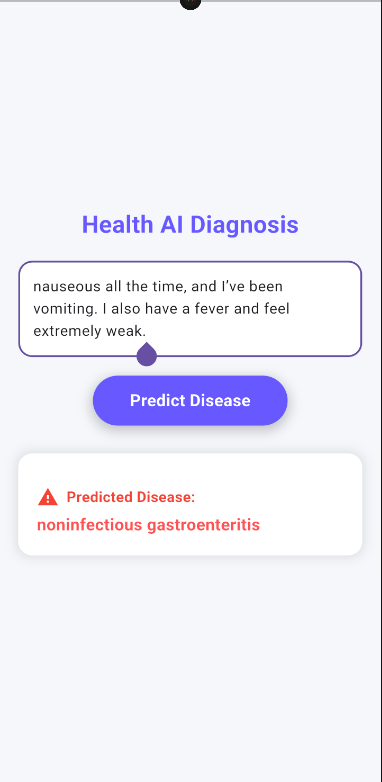 Health AI Diagnosis
nauseous all the time, and I've been
vomiting. I also have a fever and feel
extremely weak.
Predict Disease
Predicted Disease:
noninfectious gastroenteritis